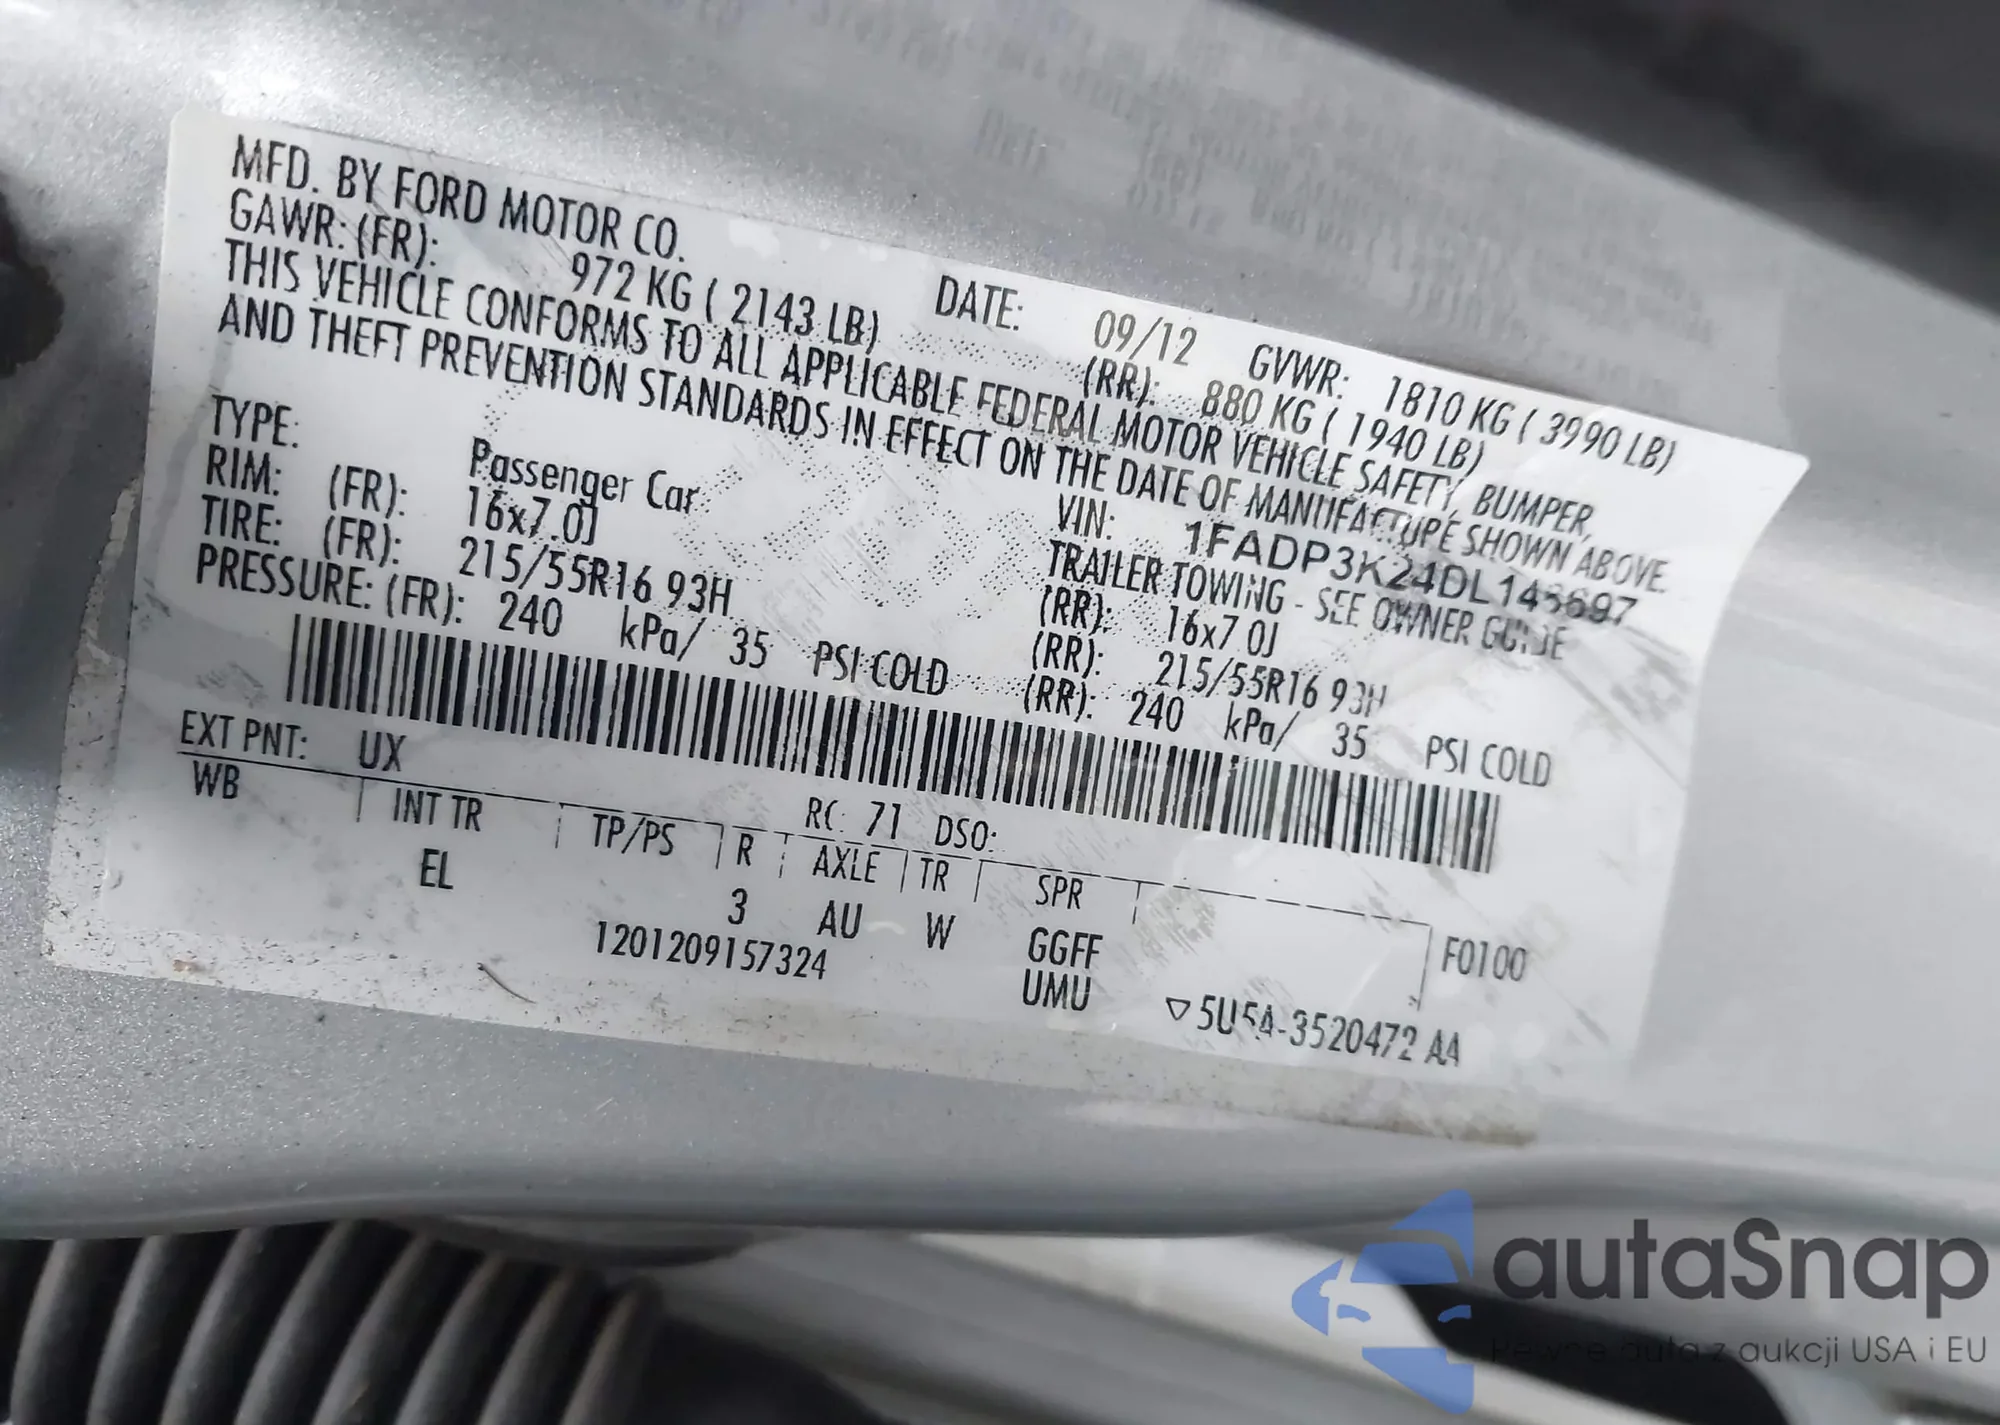 MFD. BY FORD MOTOR CO.
DATE: 09/12 GVWR: 1810 KG ( 3990 LB)
GAWR: (FR): 972 KG ( 2143 LB) (RR): 880 KG ( 1940 LB)
THIS VEHICLE CONFORMS TO ALL APPLICABLE FEDERAL MOTOR VEHICLE SAFETY, BUMPER,
AND THEFT PREVENTION STANDARDS IN EFFECT ON THE DATE OF MANUFACTURE SHOWN ABOVE.
VIN:
TYPE: Passenger Car TRAILER TOWING - SEE OWNER GUIDE
RIM: (FR): 16x7.0J (RR): 16x7.0J
TIRE: (FR): 215/55R16 93H (RR): 215/55R16 93H
PRESSURE: (FR): 240 kPa/ 35 PSI COLD (RR): 240 kPa/ 35 PSI COLD
EXT PNT: UX RC: 71 DSO:
WB INT TR TP/PS R AXLE TR SPR
EL 3 AU W GGFF F0100
1201209157324 UMU
▽5U5A-3520472 AA
autaSnap
Pewne auta z aukcji USA i EU